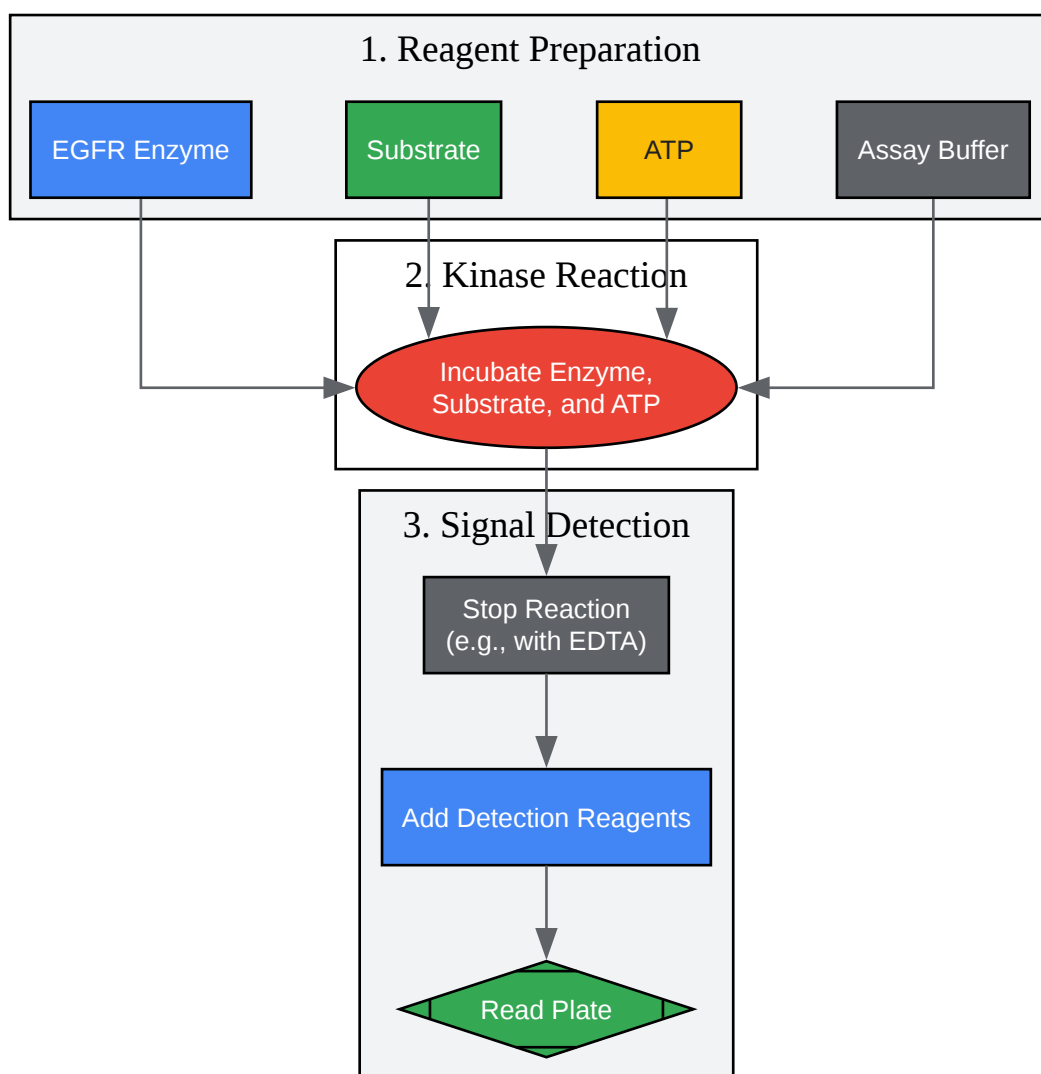 1. Reagent Preparation
EGFR Enzyme
Substrate
ATP
Assay Buffer
2. Kinase Reaction
Incubate Enzyme,
Substrate, and ATP
3. Signal Detection
Stop Reaction
(e.g., with EDTA)
Add Detection Reagents
Read Plate